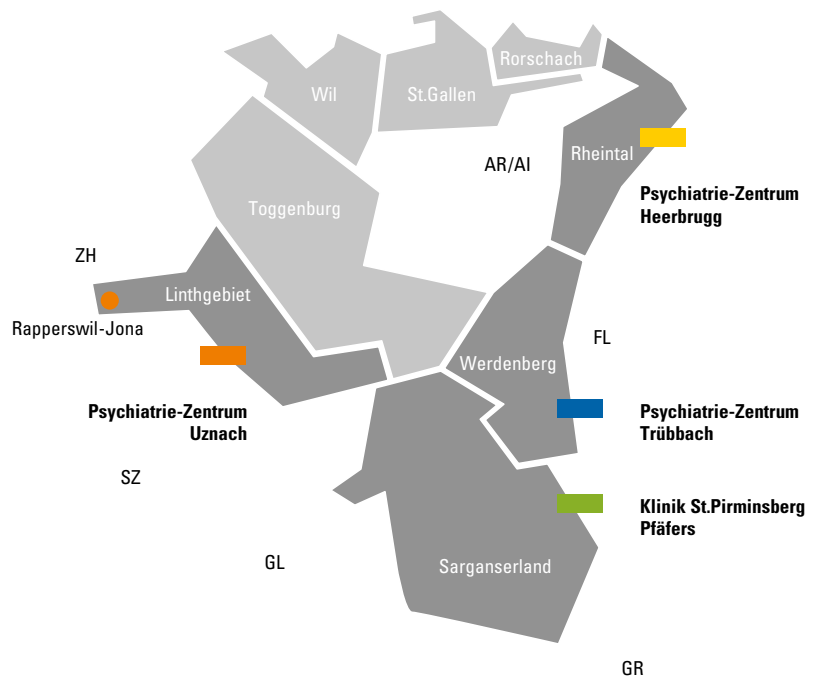 Rorschach
Wil
St.Gallen
Rheintal
AR/AI
Psychiatrie-Zentrum
Heerbrugg
Toggenburg
ZH
Linthgebiet
Rapperswil-Jona
FL
Werdenberg
Psychiatrie-Zentrum
Uznach
Psychiatrie-Zentrum
Trübbach
SZ
Klinik St.Pirminsberg
Pfäfers
GL
Sarganserland
GR